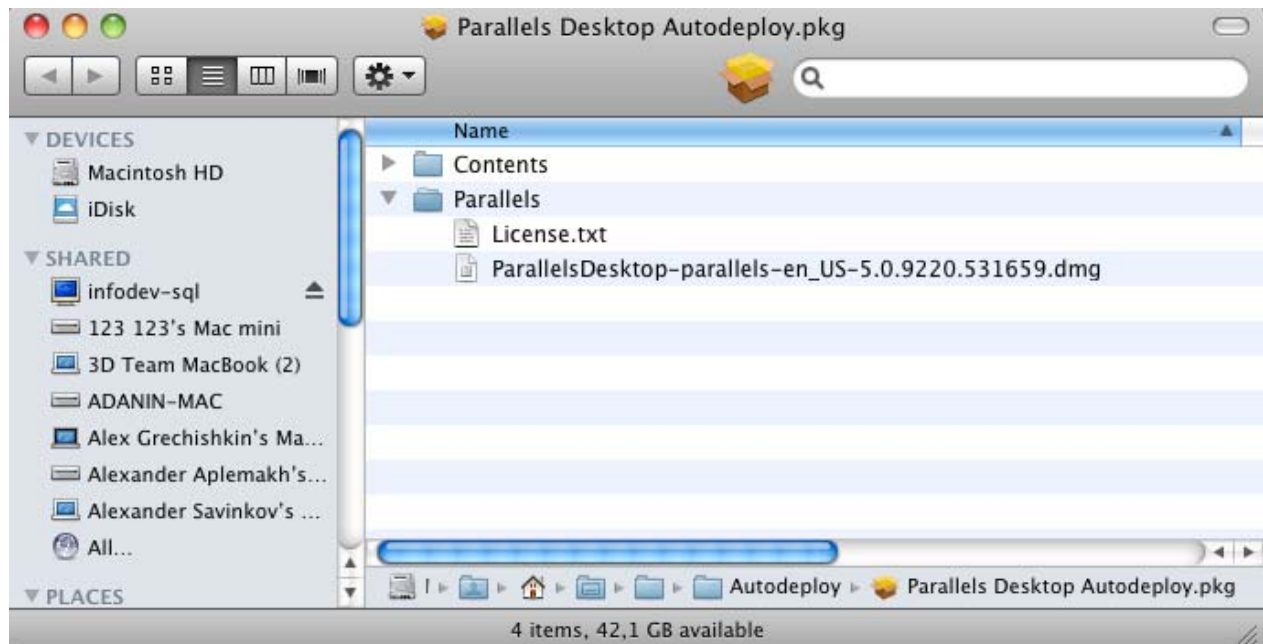 Parallels Desktop Autodeploy.pkg
DEVICES
Macintosh HD
iDisk
SHARED
infodev-sql
123 123's Mac mini
3D Team MacBook (2)
ADANIN-MAC
Alex Grechishkin's Ma...
Alexander Aplemakh's...
Alexander Savinkov's ...
All...
PLACES
Name
Contents
Parallels
License.txt
ParallelsDesktop-parallels-en_US-5.0.9220.531659.dmg
Autodeploy Parallels Desktop Autodeploy.pkg
4 items, 42,1 GB available